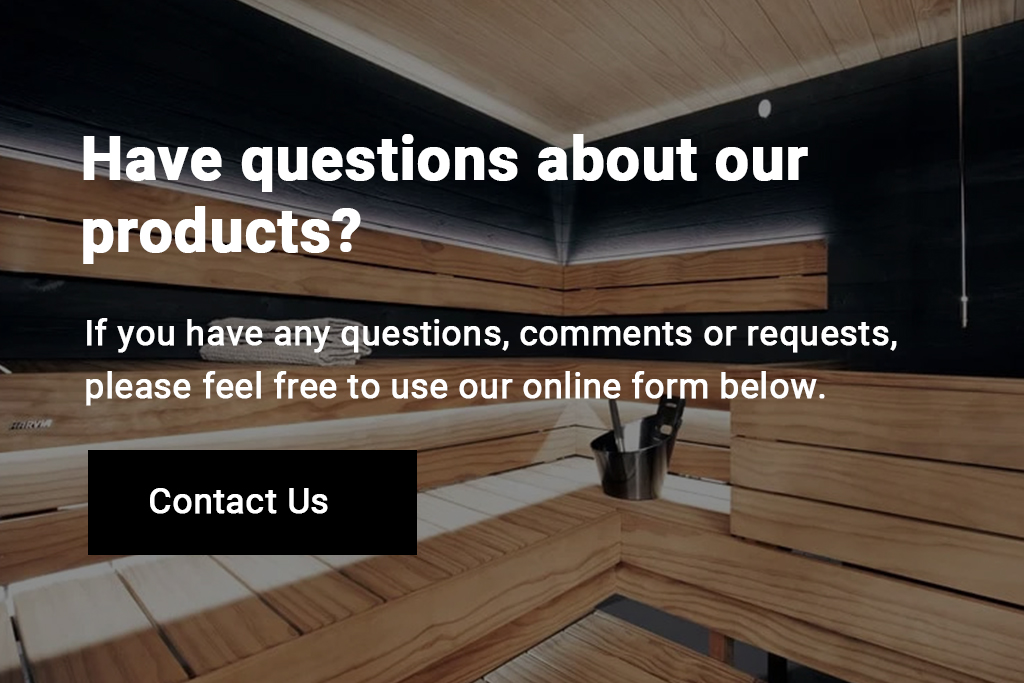 Have questions about our
products?
If you have any questions, comments or requests,
please feel free to use our online form below.
Contact Us